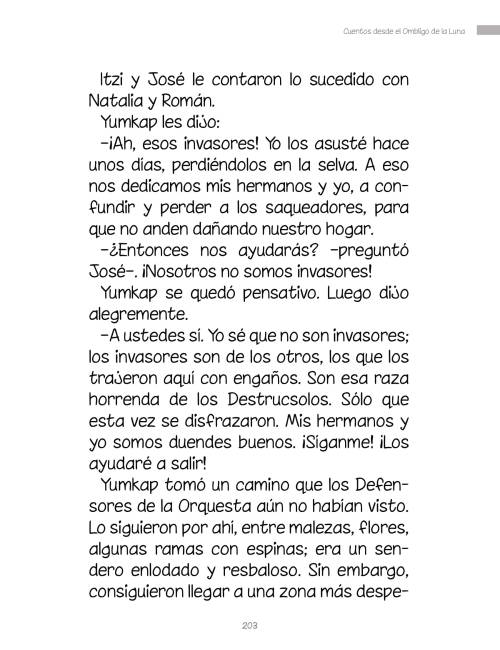 Cuentos desde el Ombligo de la Luna
Itzi y José le contaron lo sucedido con
Natalia y Román.
Yumkap les dijo:
–¡Ah, esos invasores! Yo los asusté hace
unos días, perdiéndolos en la selva. A eso
nos dedicamos mis hermanos y yo, a con-
fundir y perder a los saqueadores, para
que no anden dañando nuestro hogar.
–¿Entonces nos ayudarás? –preguntó
José–. ¡Nosotros no somos invasores!
Yumkap se quedó pensativo. Luego dijo
alegremente.
–A ustedes sí. Yo sé que no son invasores;
los invasores son de los otros, los que los
trajeron aquí con engaños. Son esa raza
horrenda de los Destrucsolos. Sólo que
esta vez se disfrazaron. Mis hermanos y
yo somos duendes buenos. ¡Síganme! ¡Los
ayudaré a salir!
Yumkap tomó un camino que los Defen-
sores de la Orquesta aún no habían visto.
Lo siguieron por ahí, entre malezas, flores,
algunas ramas con espinas; era un sen-
dero enlodado y resbaloso. Sin embargo,
consiguieron llegar a una zona más despe-
203